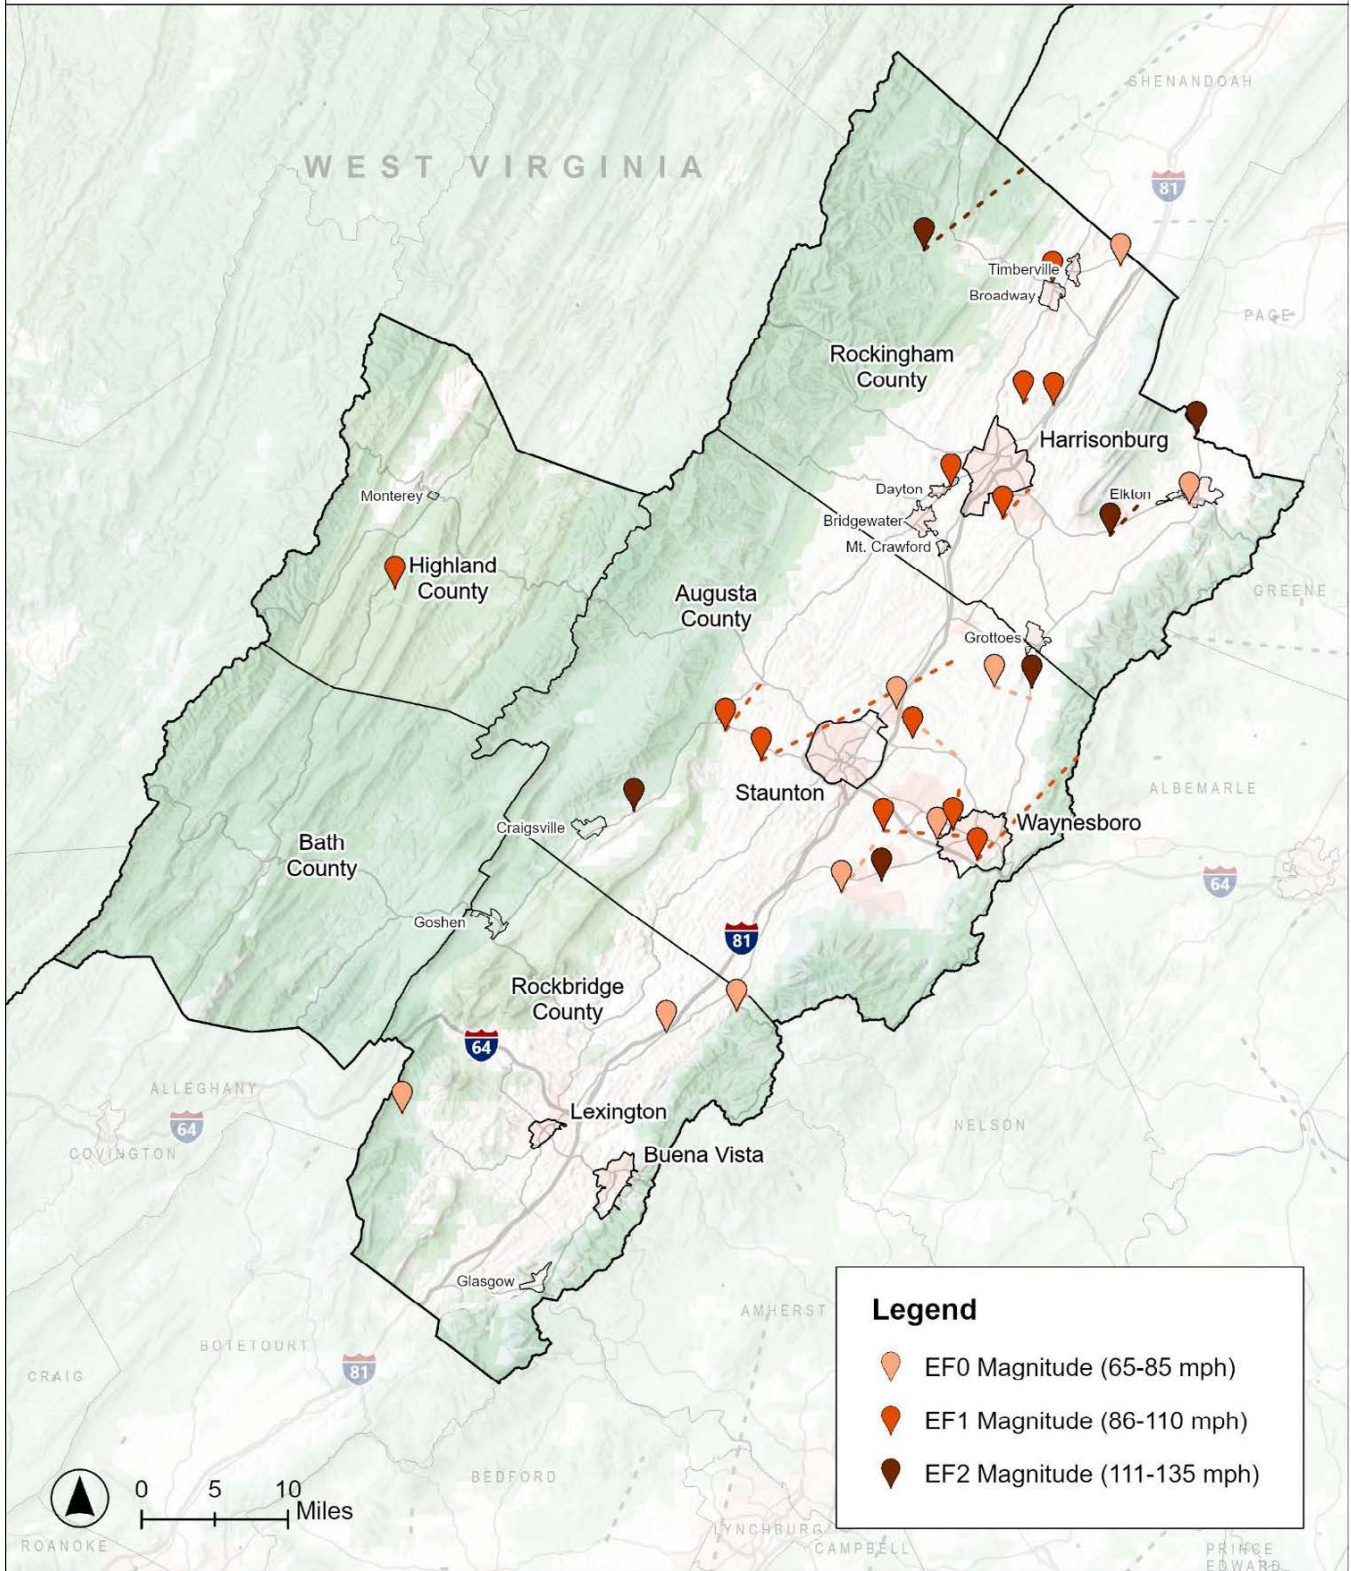 SHENANDOAH
WEST VIRGINIA
81
Timberville
Broadway
PAGE
Rockingham
County
Harrisonburg
Dayton
Elkton
Monterey
Bridgewater
Mt. Crawford
Highland
County
Augusta
County
GREENE
Grottoes
Staunton
ALBEMARLE
Craigsville
Waynesboro
Bath
County
64
Goshen
81
Rockbridge
County
64
ALLEGHANY
Lexington
64
NELSON
COVINGTON
Buena Vista
Glasgow
AMHERST
BOTETOURT
81
CRAIG
Legend
EF0 Magnitude (65-85 mph)
EF1 Magnitude (86-110 mph)
EF2 Magnitude (111-135 mph)
BEDFORD
0 5 10
Miles
LYNCHBURG
ROANOKE
CAMPBELL
PRINCE
EDWARD